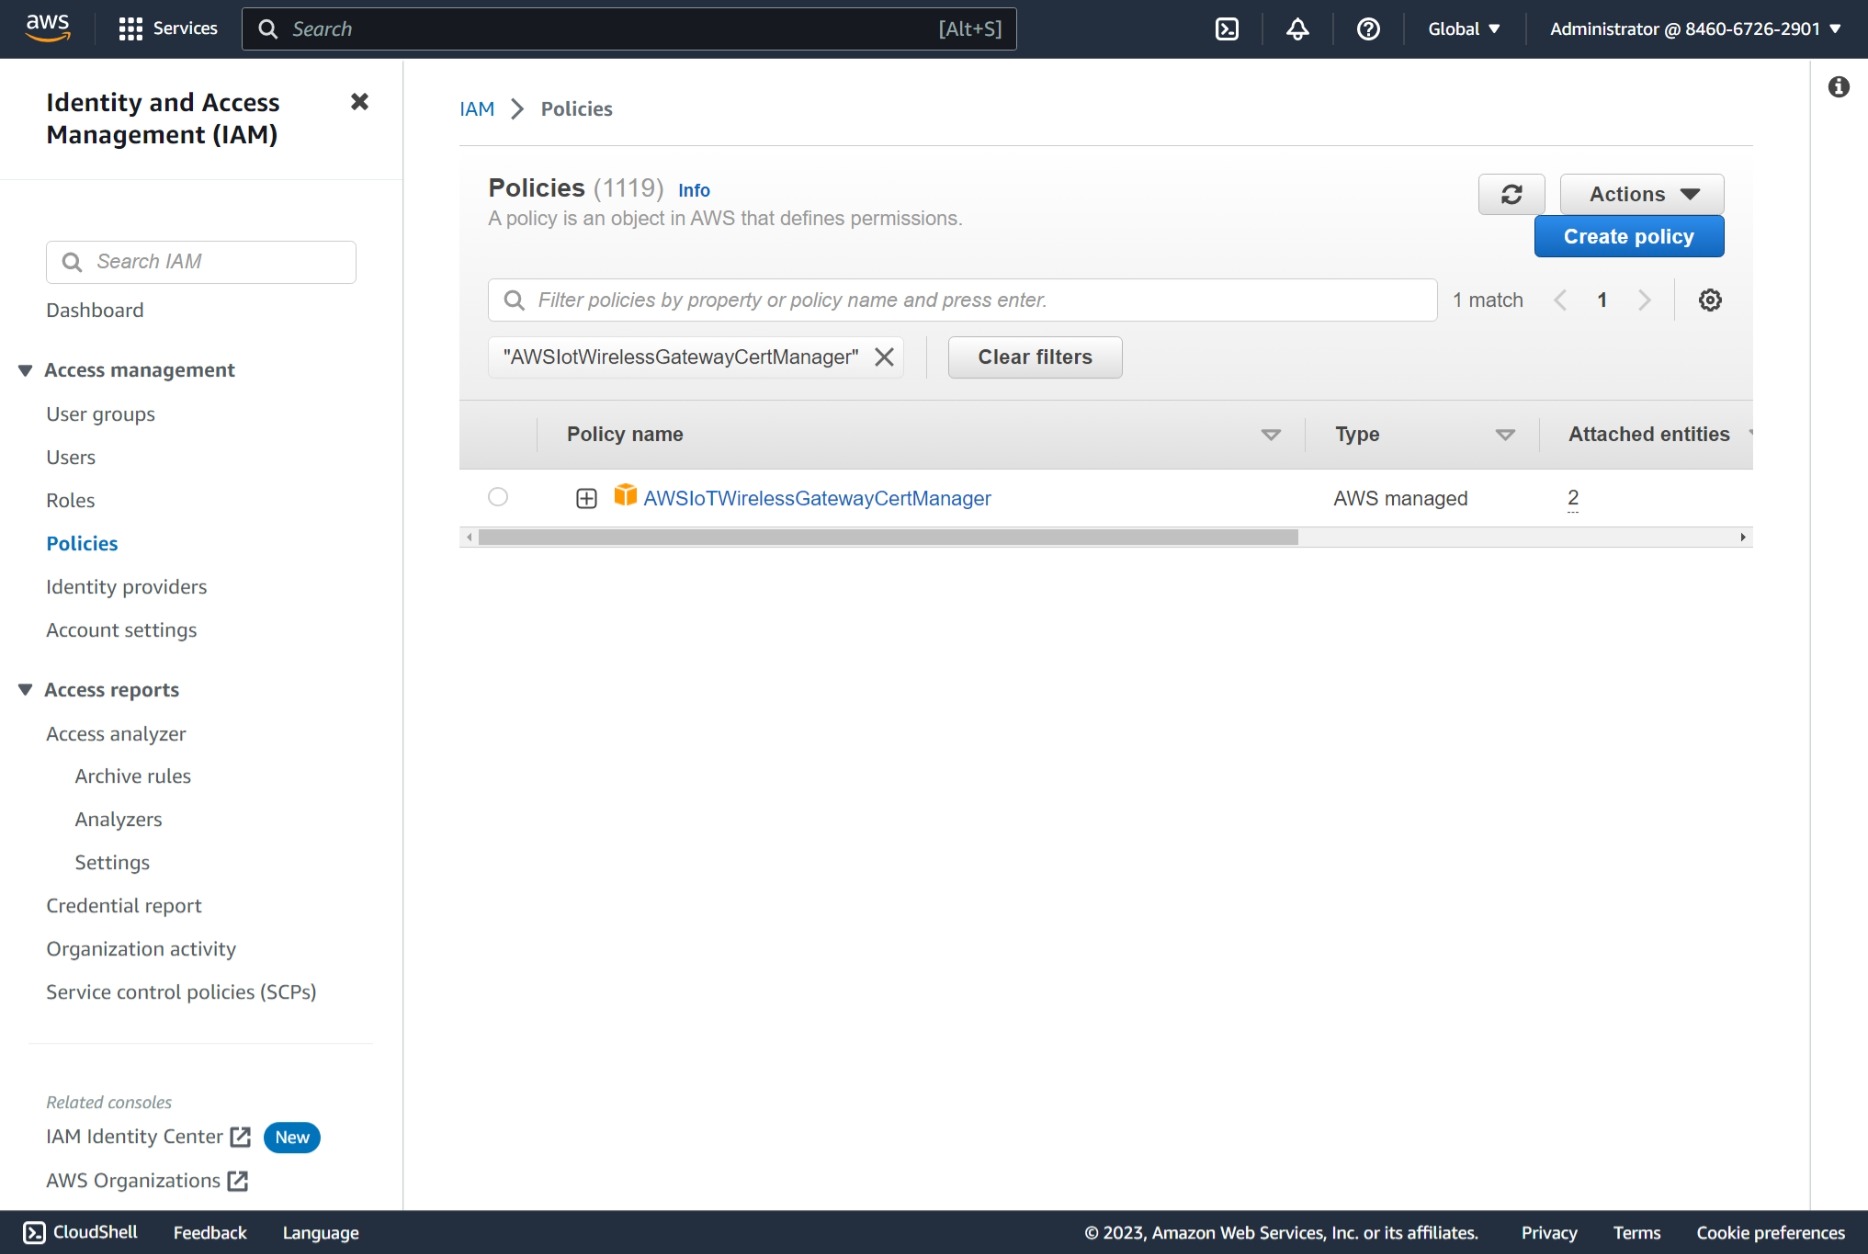 aws
Services
Search
[Alt+S]
Global
Administrator @ 8460-6726-2901
Identity and Access
Management (IAM)
Search IAM
Dashboard
Access management
User groups
Users
Roles
Policies
Identity providers
Account settings
Access reports
Access analyzer
Archive rules
Analyzers
Settings
Credential report
Organization activity
Service control policies (SCPs)
Related consoles
IAM Identity Center
New
AWS Organizations
IAM
Policies
Policies (1119) Info
A policy is an object in AWS that defines permissions.
Actions
Create policy
Filter policies by property or policy name and press enter.
1 match
1
"AWSIotWirelessGatewayCertManager"
Clear filters
Policy name
Type
Attached entities
AWSIoTWirelessGatewayCertManager
AWS managed
2
CloudShell
Feedback
Language
© 2023, Amazon Web Services, Inc. or its affiliates.
Privacy
Terms
Cookie preferences